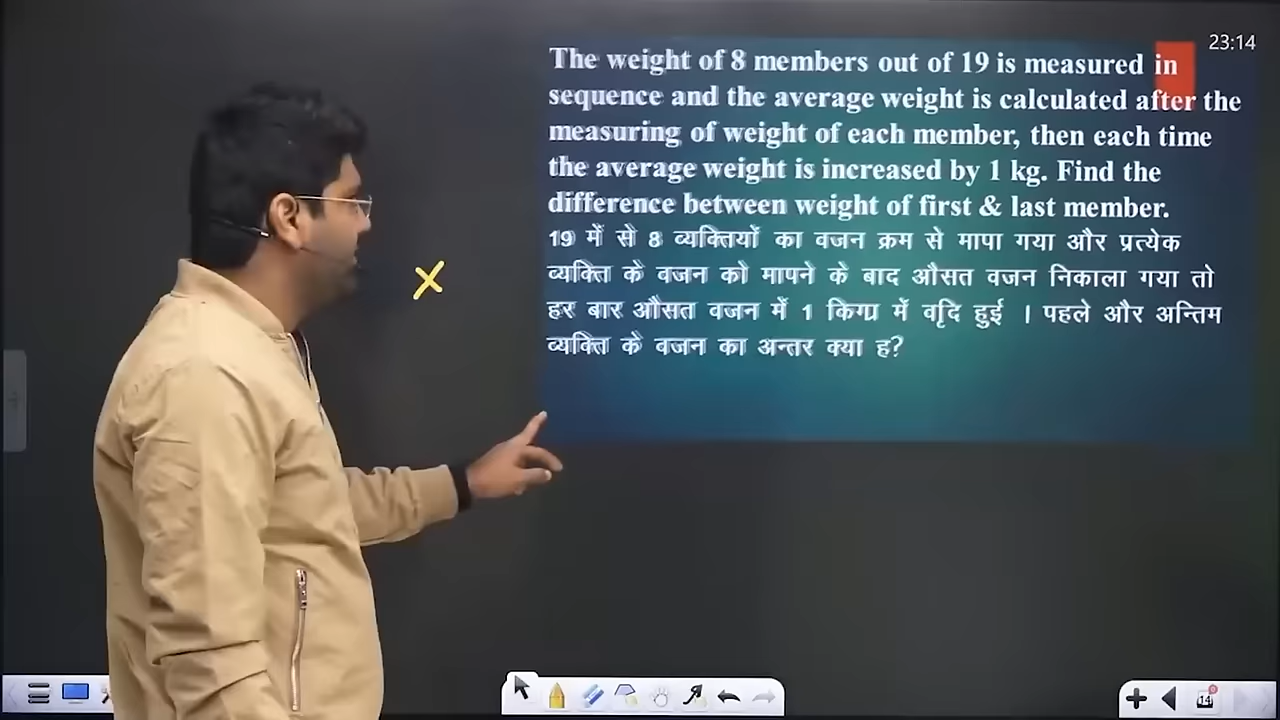 23:14
The weight of 8 members out of 19 is measured in
sequence and the average weight is calculated after the
measuring of weight of each member, then each time
the average weight is increased by 1 kg. Find the
difference between weight of first & last member.
19 में से 8 व्यक्तियों का वजन क्रम से मापा गया और प्रत्येक
व्यक्ति के वजन को मापने के बाद औसत वजन निकाला गया तो
हर बार औसत वजन में 1 किग्रा में वृदि हुई । पहले और अन्तिम
व्यक्ति के वजन का अन्तर क्या ह?
x
14